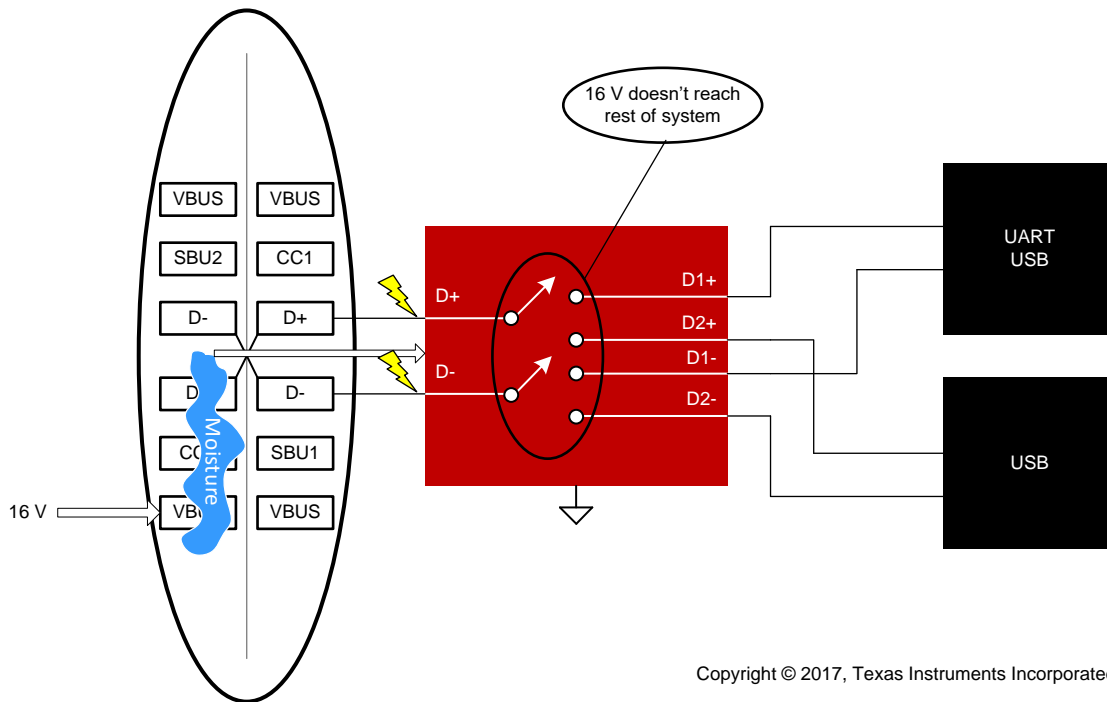 16 V doesn’t reach
rest of system
VBUS
VBUS
SBU2
CC1
D-
D+
D-
SBU1
VBUS
Moisture
16 V
D+
D-
D1+
D2+
D1-
D2-
UART
USB
USB
Copyright © 2017, Texas Instruments